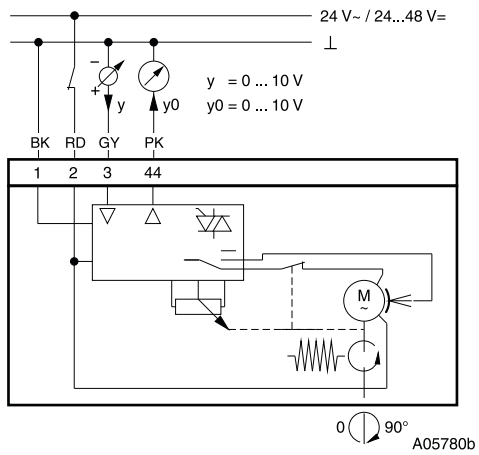 24 V~ / 24...48 V=
⊥
−
+
y
y0
y = 0 ... 10 V
y0 = 0 ... 10 V
BK RD GY PK
1 2 3 44
M
~
0 90°
A05780b